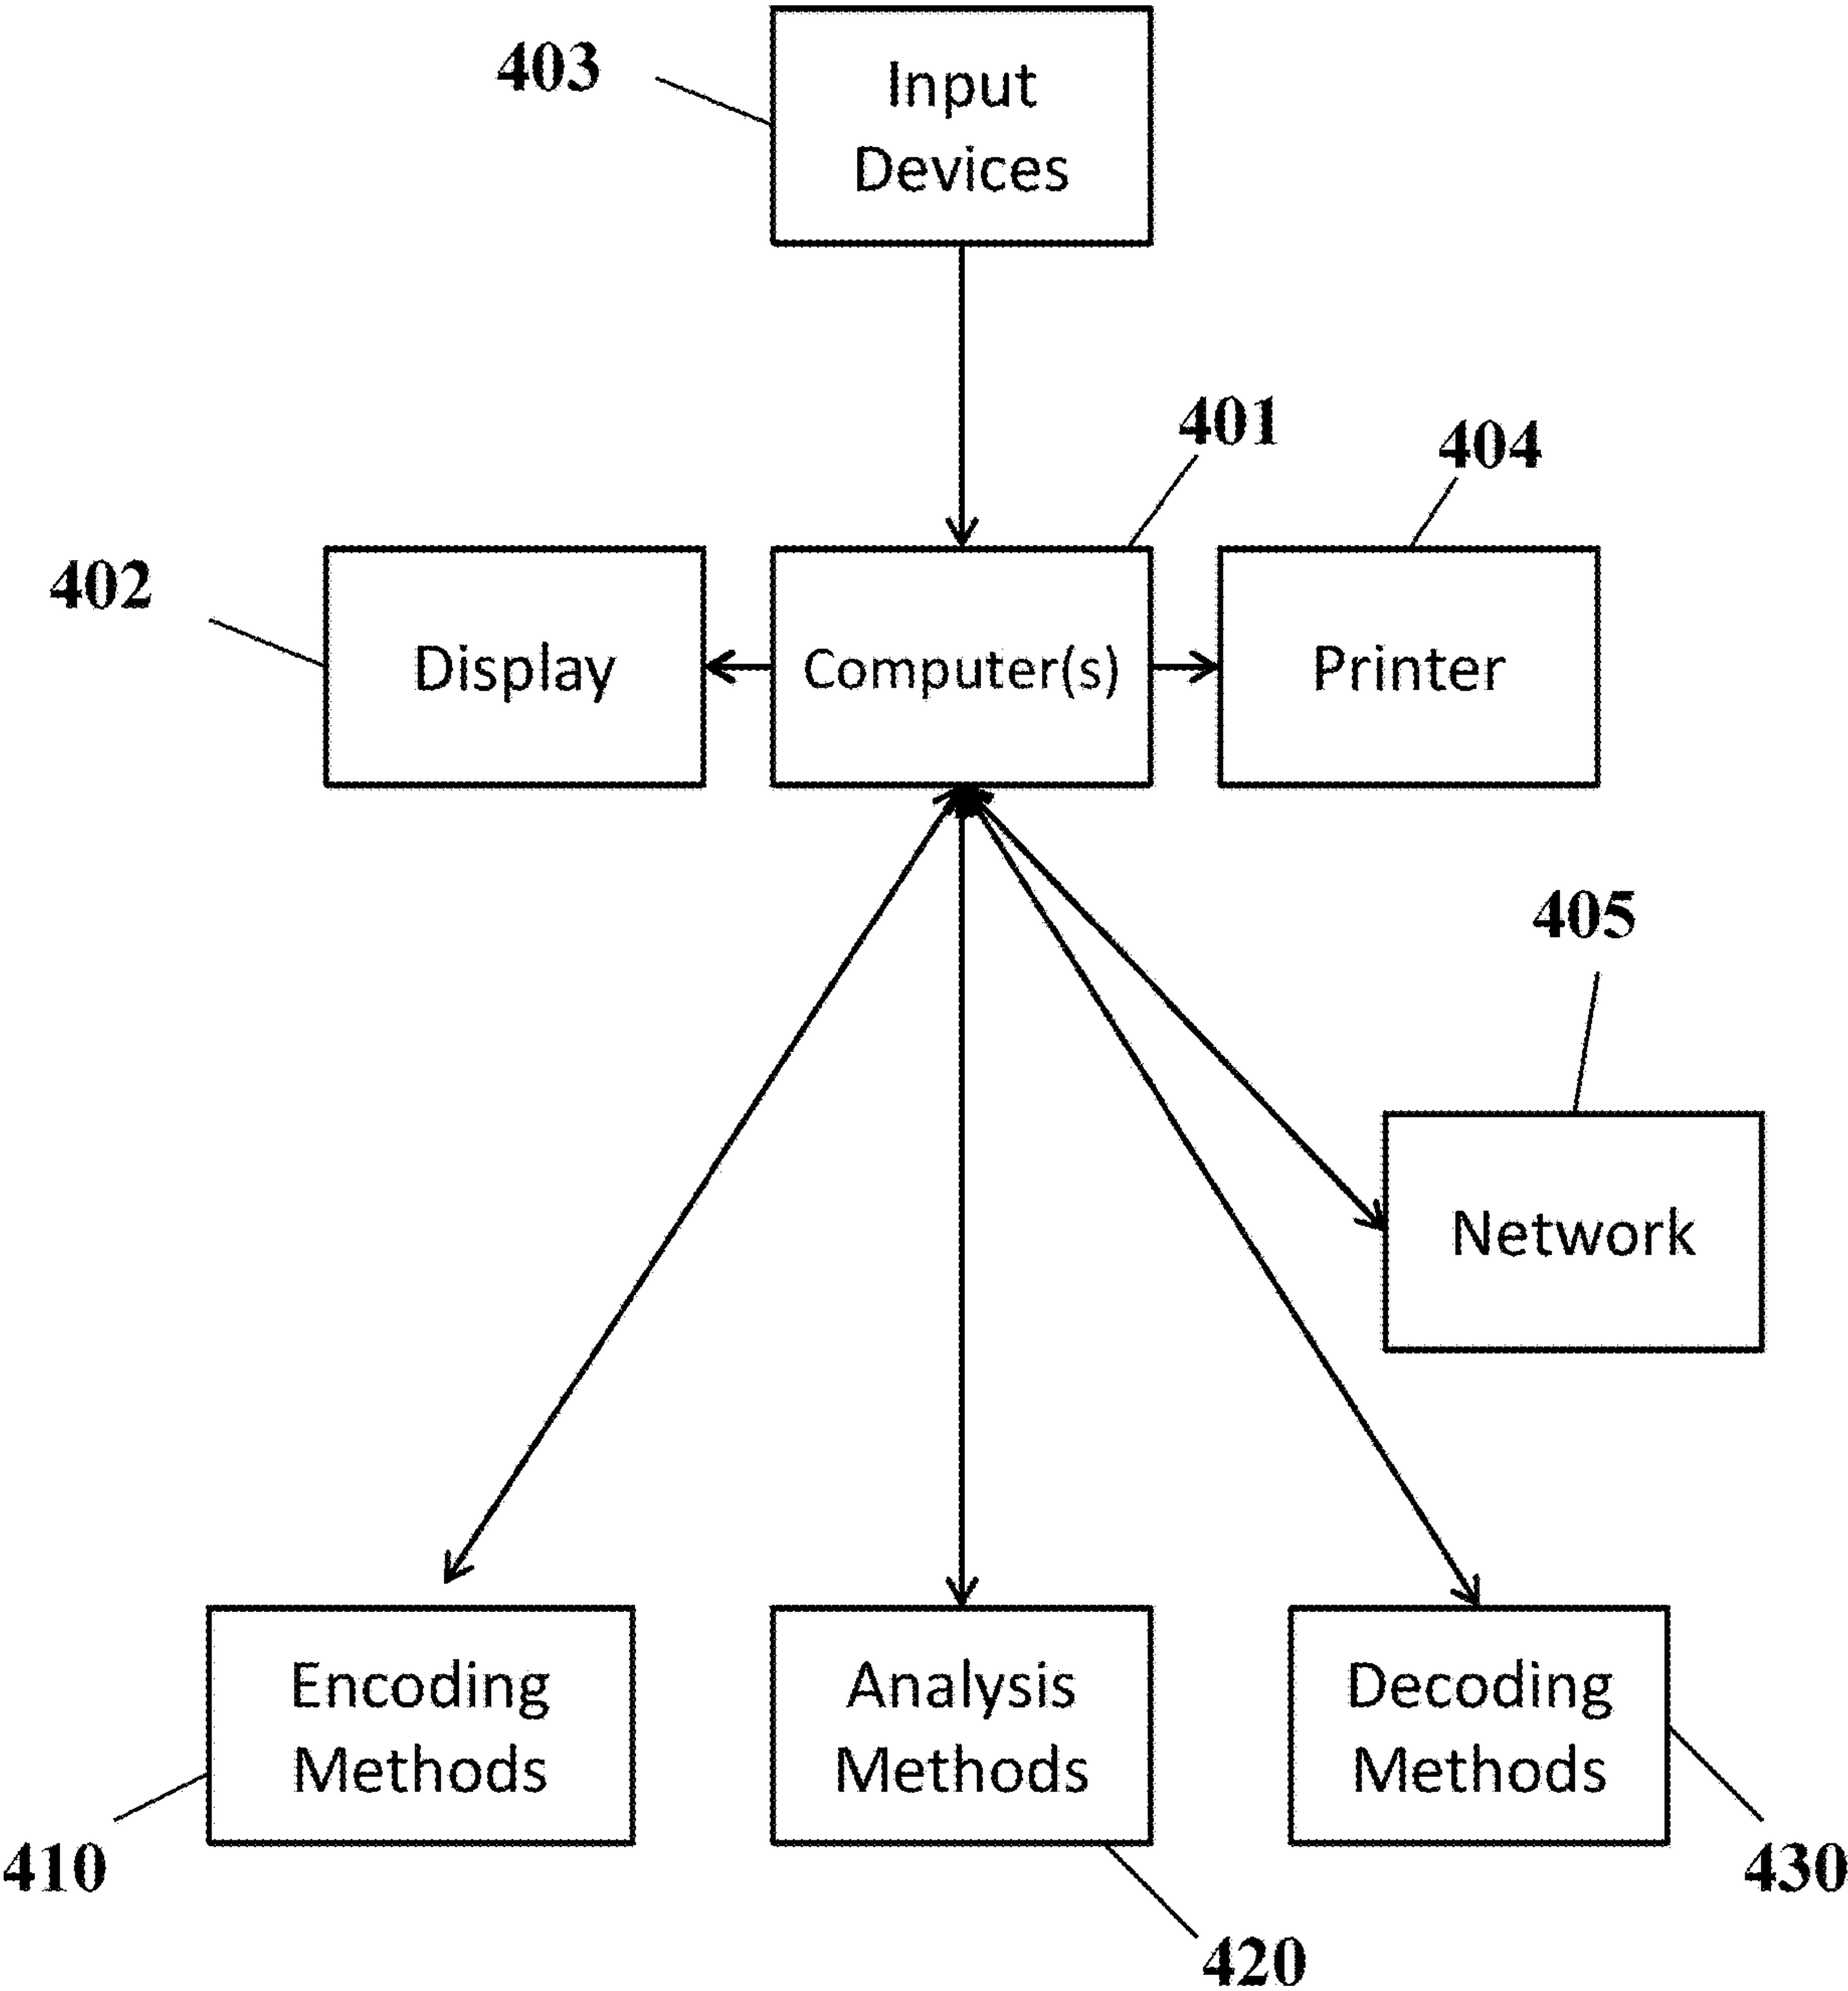 403
Input
Devices
401
404
402
Display
Computer(s)
Printer
405
Network
Encoding
Methods
Analysis
Methods
Decoding
Methods
410
430
420